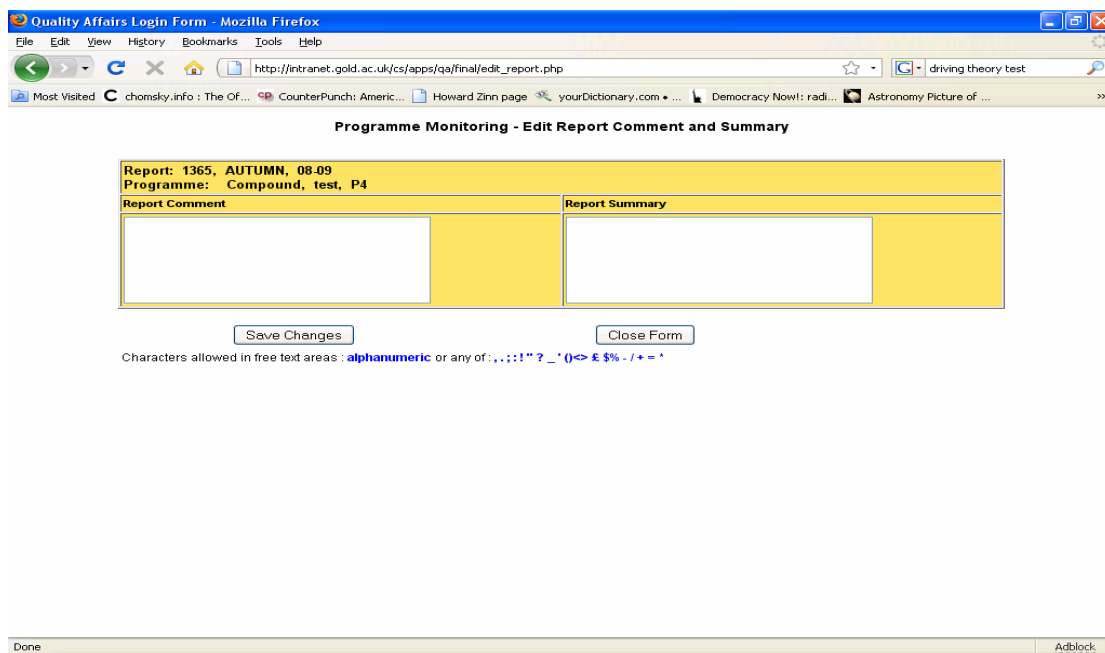 Quality Affairs Login Form - Mozilla Firefox
File Edit View History Bookmarks Tools Help
http://intranet.gold.ac.uk/cs/apps/qa/final/edit_report.php G driving theory test
Most Visited C chomsky.info : The Of... CP CounterPunch: Americ... Howard Zinn page yourDictionary.com • ... Democracy Now!: radi... Astronomy Picture of ... »
Programme Monitoring - Edit Report Comment and Summary
Report: 1365, AUTUMN, 08-09
Programme: Compound, test, P4
Report Comment Report Summary
Save Changes Close Form
Characters allowed in free text areas : alphanumeric or any of : , . ; : ! " ? _ ' () <> £ $% - / + = *
Done Adblock